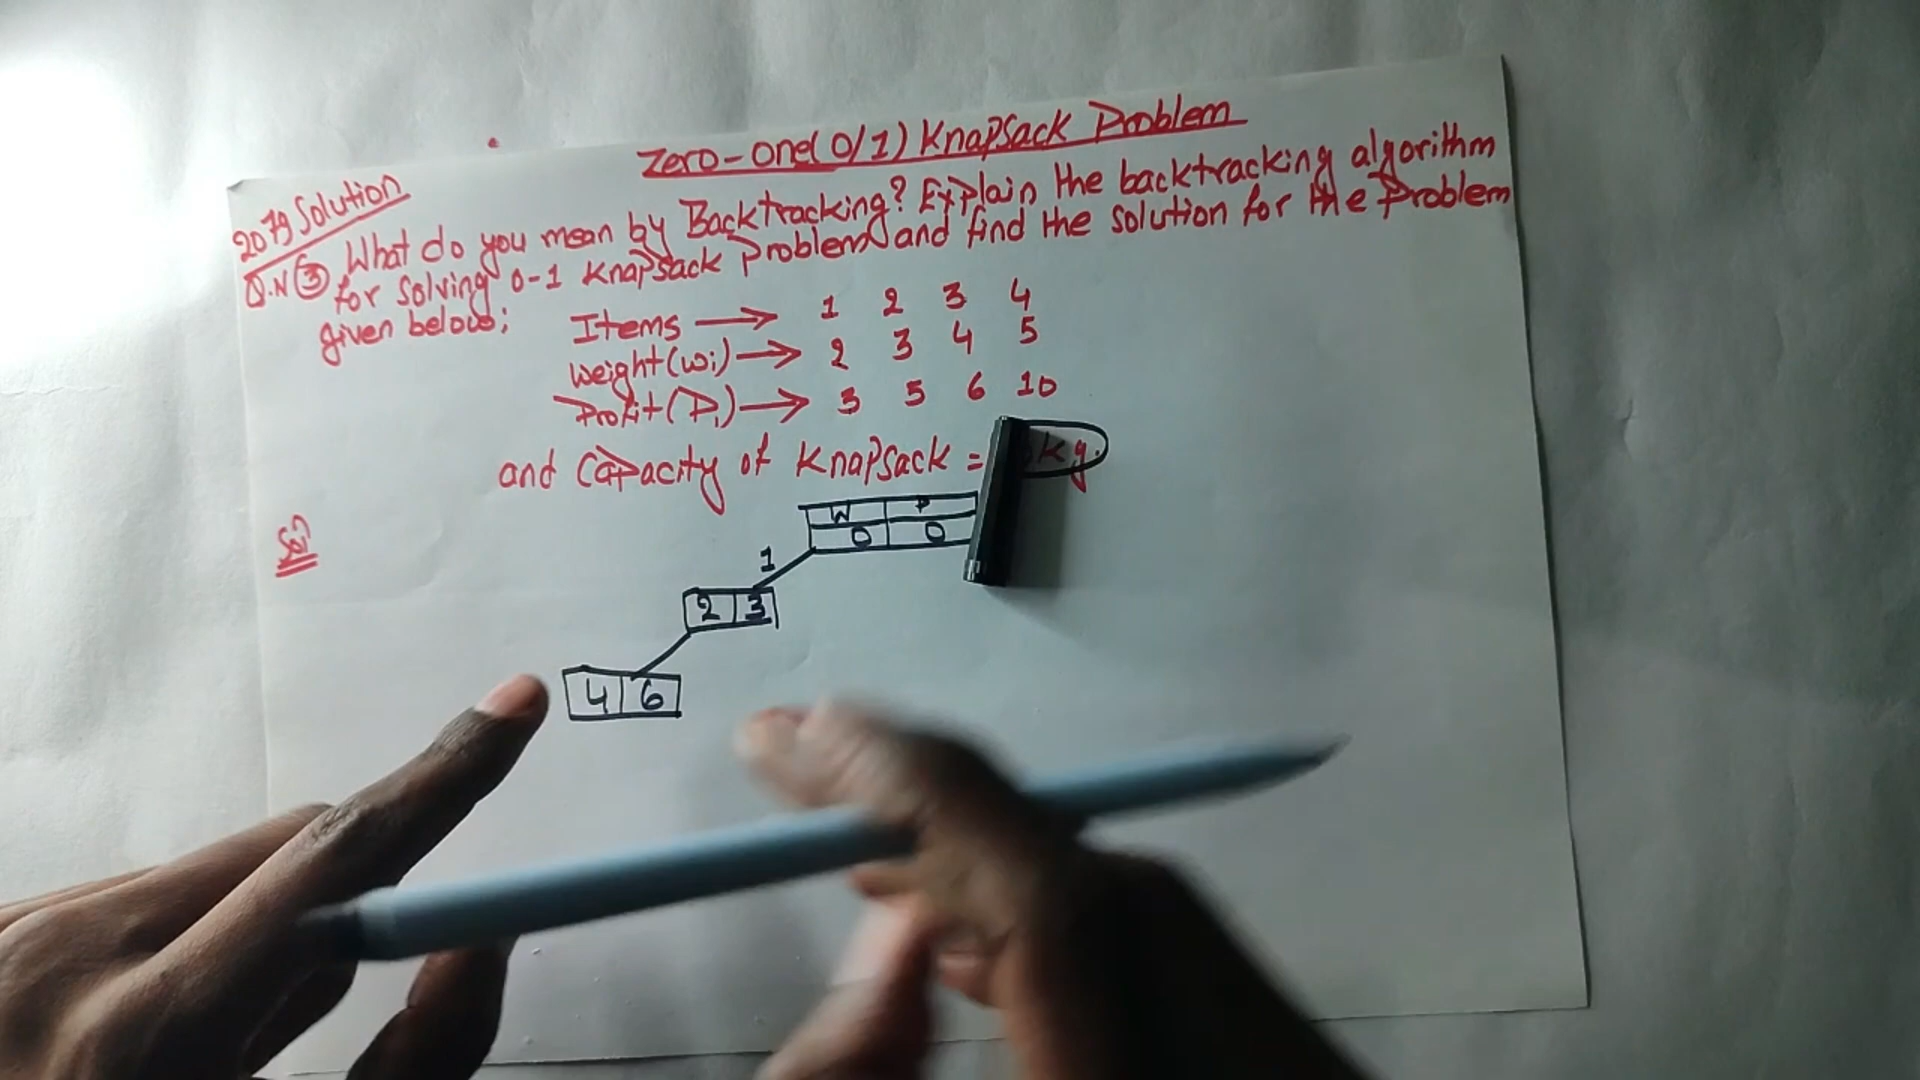 Zero-One(0/1) Knapsack Problem
2079 Solution
Q.N 3 What do you mean by Backtracking? Explain the backtracking algorithm
for solving 0-1 Knapsack Problem and find the solution for the Problem
given below;
Items → 1 2 3 4
Weight(wi) → 2 3 4 5
Profit(Pi) → 3 5 6 10
and Capacity of Knapsack = kg.
W P
0 0
Sol
1
2 3
4 6